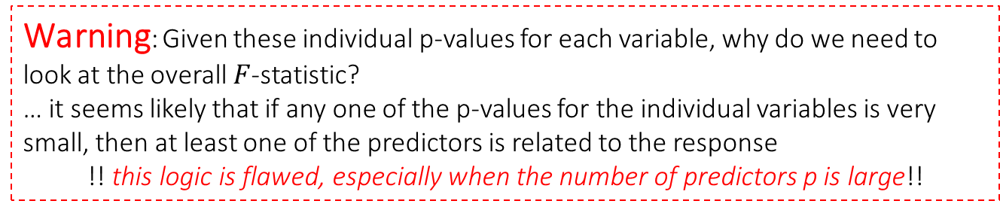 Warning: Given these individual p-values for each variable, why do we need to
look at the overall F-statistic?
... it seems likely that if any one of the p-values for the individual variables is very
small, then at least one of the predictors is related to the response
!! this logic is flawed, especially when the number of predictors p is large!!